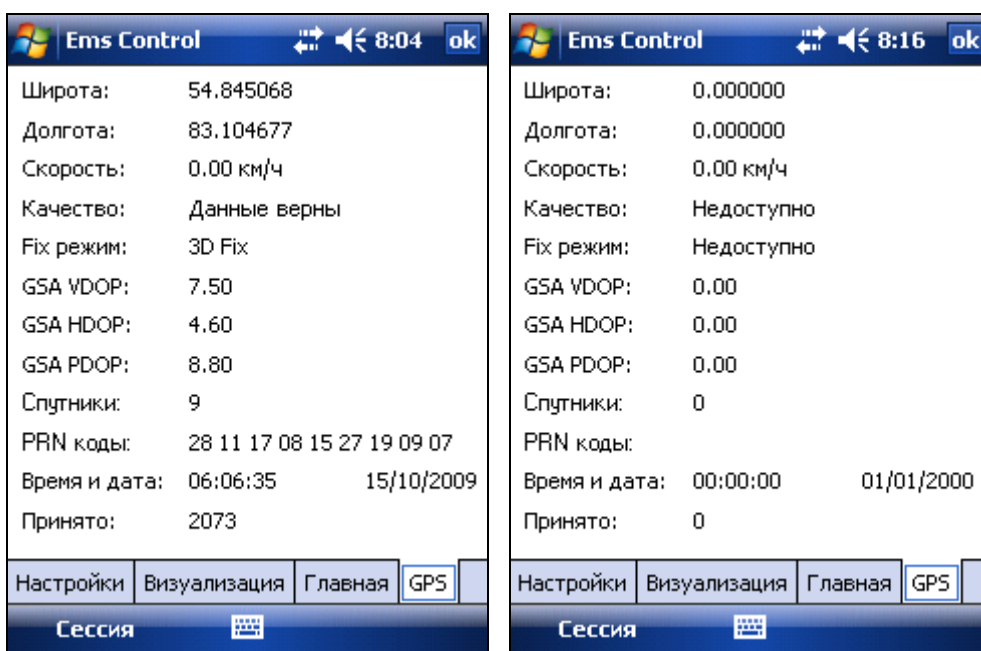 Ems Control 8:04 ok
Широта: 54.845068
Долгота: 83.104677
Скорость: 0.00 км/ч
Качество: Данные верны
Fix режим: 3D Fix
GSA VDOP: 7.50
GSA HDOP: 4.60
GSA PDOP: 8.80
Спутники: 9
PRN коды: 28 11 17 08 15 27 19 09 07
Время и дата: 06:06:35 15/10/2009
Принято: 2073
Настройки Визуализация Главная GPS
Сессия
Ems Control 8:16 ok
Широта: 0.000000
Долгота: 0.000000
Скорость: 0.00 км/ч
Качество: Недоступно
Fix режим: Недоступно
GSA VDOP: 0.00
GSA HDOP: 0.00
GSA PDOP: 0.00
Спутники: 0
PRN коды:
Время и дата: 00:00:00 01/01/2000
Принято: 0
Настройки Визуализация Главная GPS
Сессия